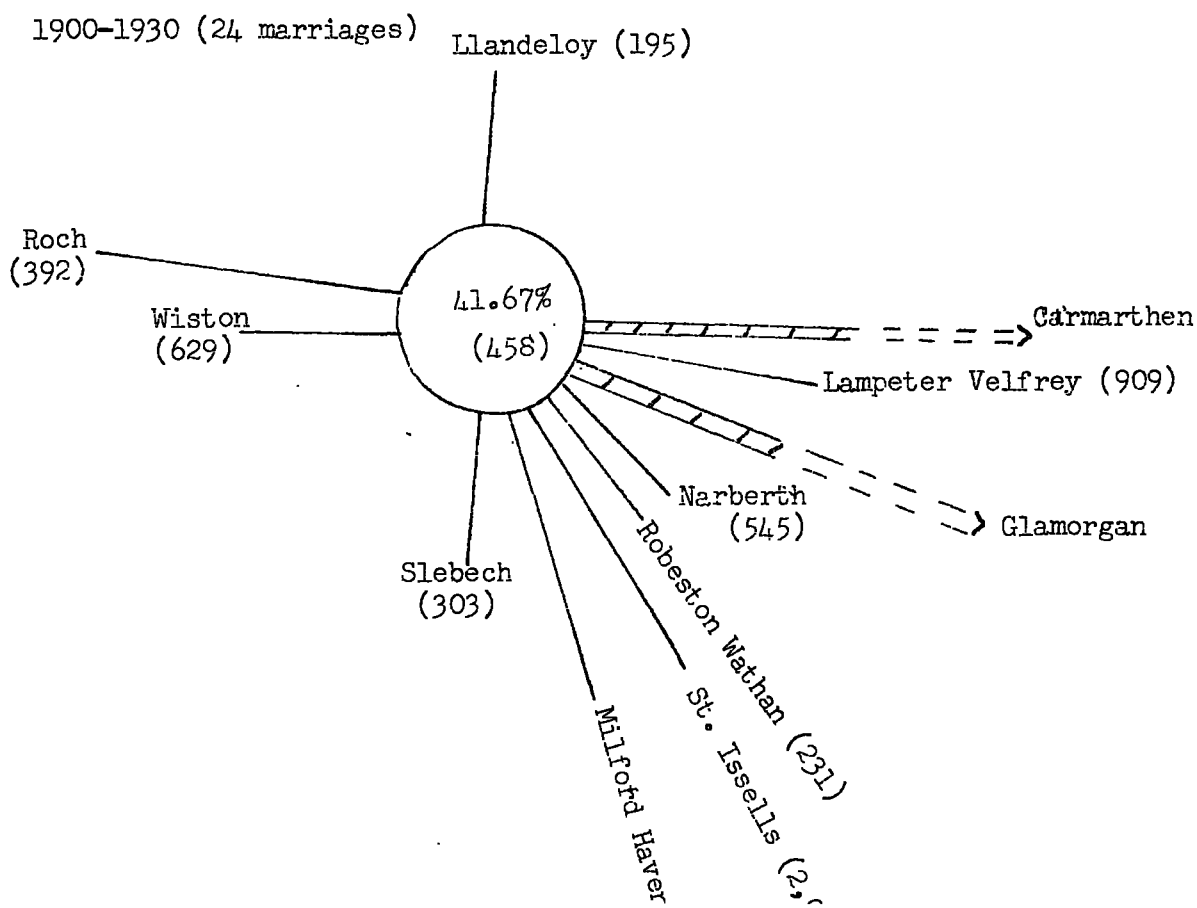 1900-1930 (24 marriages)
Llandeloy (195)
Roch
(392)
Wiston
(629)
41.67%
(458)
Carmarthen
Lampeter Velfrey (909)
Narberth
(545)
Glamorgan
Slebech
(303)
Robeston Wathan (231)
St. Issells (2,
Milford Haven